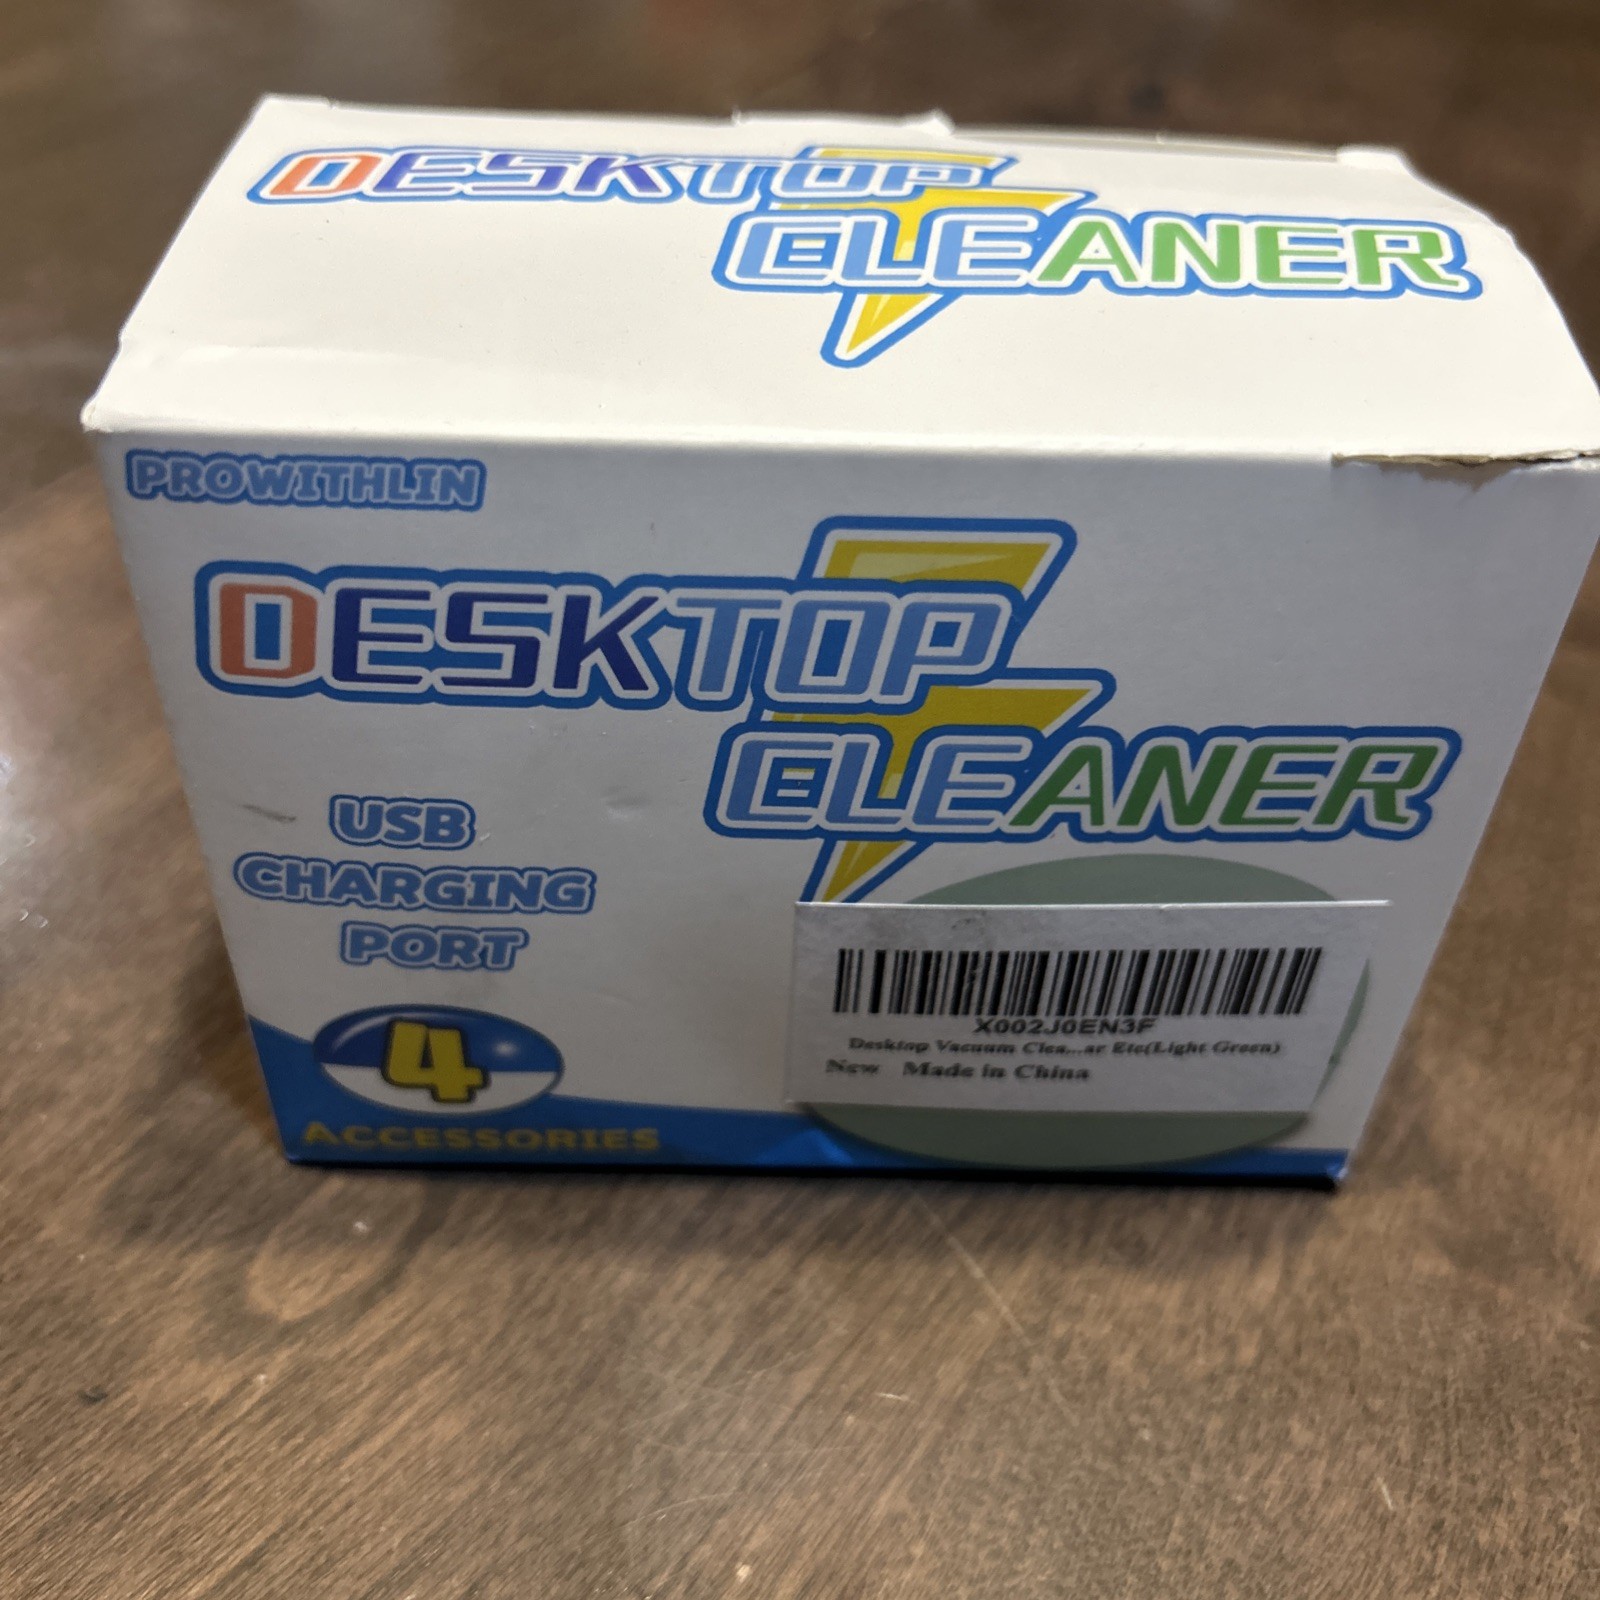 DESKTOP
CLEANER
PROWITHLIN
DESKTOP
CLEANER
USB
CHARGING
PORT
4
ACCESSORIES
X002J0EN3F
Desktop Vacuum Clea...ar Etc(Light Green)
New Made in China